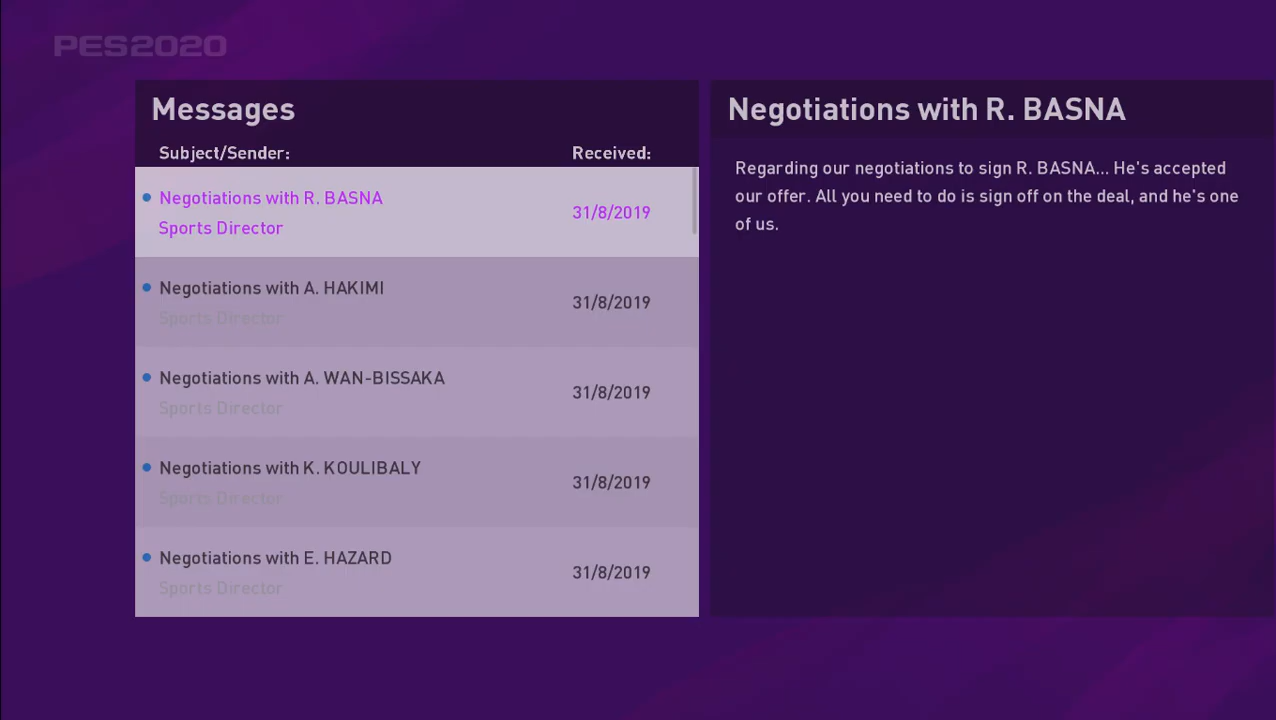 PES2020
Messages
Subject/Sender: Received:
Negotiations with R. BASNA
Sports Director
31/8/2019
Negotiations with A. HAKIMI
Sports Director
31/8/2019
Negotiations with A. WAN-BISSAKA
Sports Director
31/8/2019
Negotiations with K. KOULIBALY
Sports Director
31/8/2019
Negotiations with E. HAZARD
Sports Director
31/8/2019
Negotiations with R. BASNA
Regarding our negotiations to sign R. BASNA... He's accepted
our offer. All you need to do is sign off on the deal, and he's one
of us.